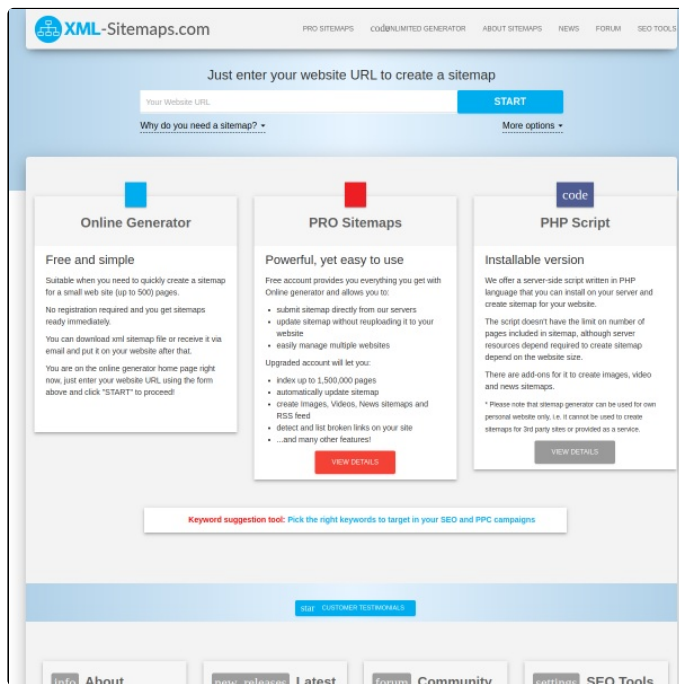 XML-Sitemaps.com
PRO SITEMAPS
codeUNLIMITED GENERATOR
ABOUT SITEMAPS
NEWS
FORUM
SEO TOOLS
Just enter your website URL to create a sitemap
Your Website URL
START
Why do you need a sitemap?
More options
Online Generator
Free and simple
Suitable when you need to quickly create a sitemap
for a small web site (up to 500) pages.
No registration required and you get sitemaps
ready immediately.
You can download xml sitemap file or receive it via
email and put it on your website after that.
You are on the online generator home page right
now, just enter your website URL using the form
above and click "START" to proceed!
PRO Sitemaps
Powerful, yet easy to use
Free account provides you everything you get with
Online generator and allows you to:
• submit sitemap directly from our servers
• update sitemap without reuploading it to your
website
• easily manage multiple websites
Upgraded account will let you:
• index up to 1,500,000 pages
• automatically update sitemap
• create Images, Videos, News sitemaps and
RSS feed
• detect and list broken links on your site
• ...and many other features!
VIEW DETAILS
code
PHP Script
Installable version
We offer a server-side script written in PHP
language that you can install on your server and
create sitemap for your website.
The script doesn't have the limit on number of
pages included in sitemap, although server
resources depend required to create sitemap
depend on the website size.
There are add-ons for it to create images, video
and news sitemaps.
* Please note that sitemap generator can be used for own
personal website only, i.e. it cannot be used to create
sitemaps for 3rd party sites or provided as a service.
VIEW DETAILS
Keyword suggestion tool: Pick the right keywords to target in your SEO and PPC campaigns
star CUSTOMER TESTIMONIALS
info About
new_releases Latest
forum Community
settings SEO Tools